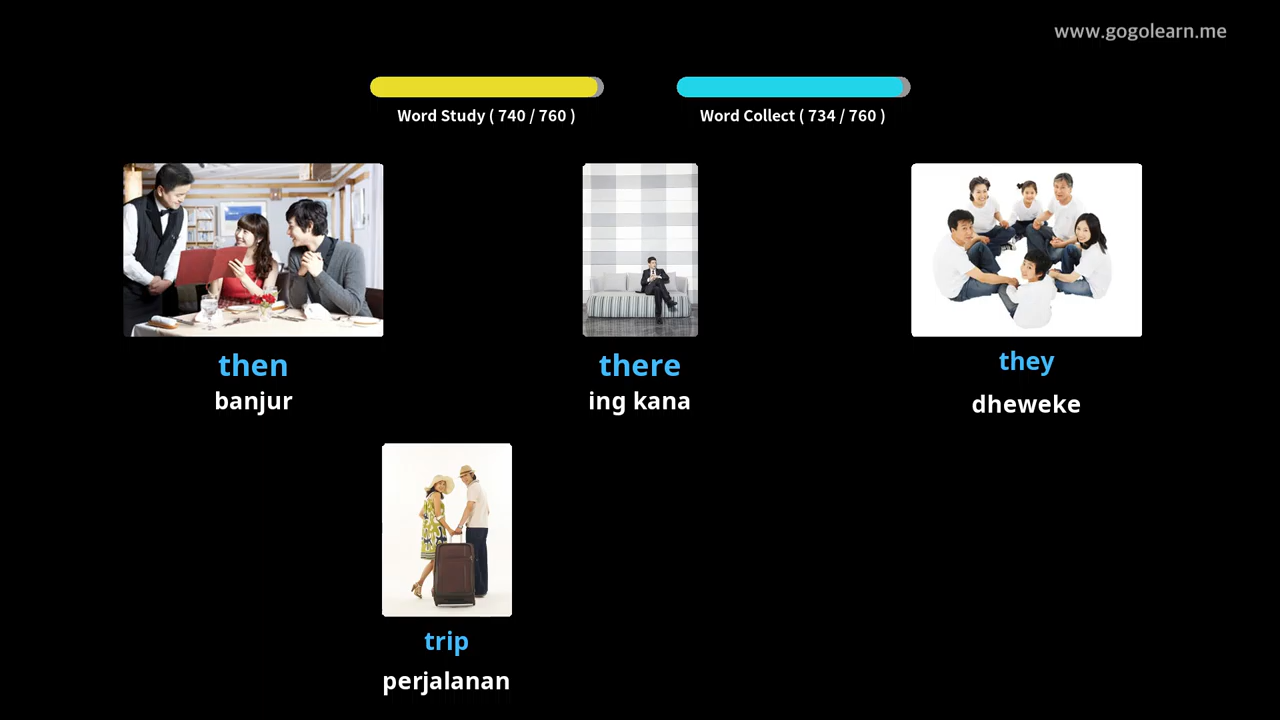 www.gogolearn.me
Word Study ( 740 / 760 )
Word Collect ( 734 / 760 )
then
banjur
there
ing kana
they
dheweke
trip
perjalanan